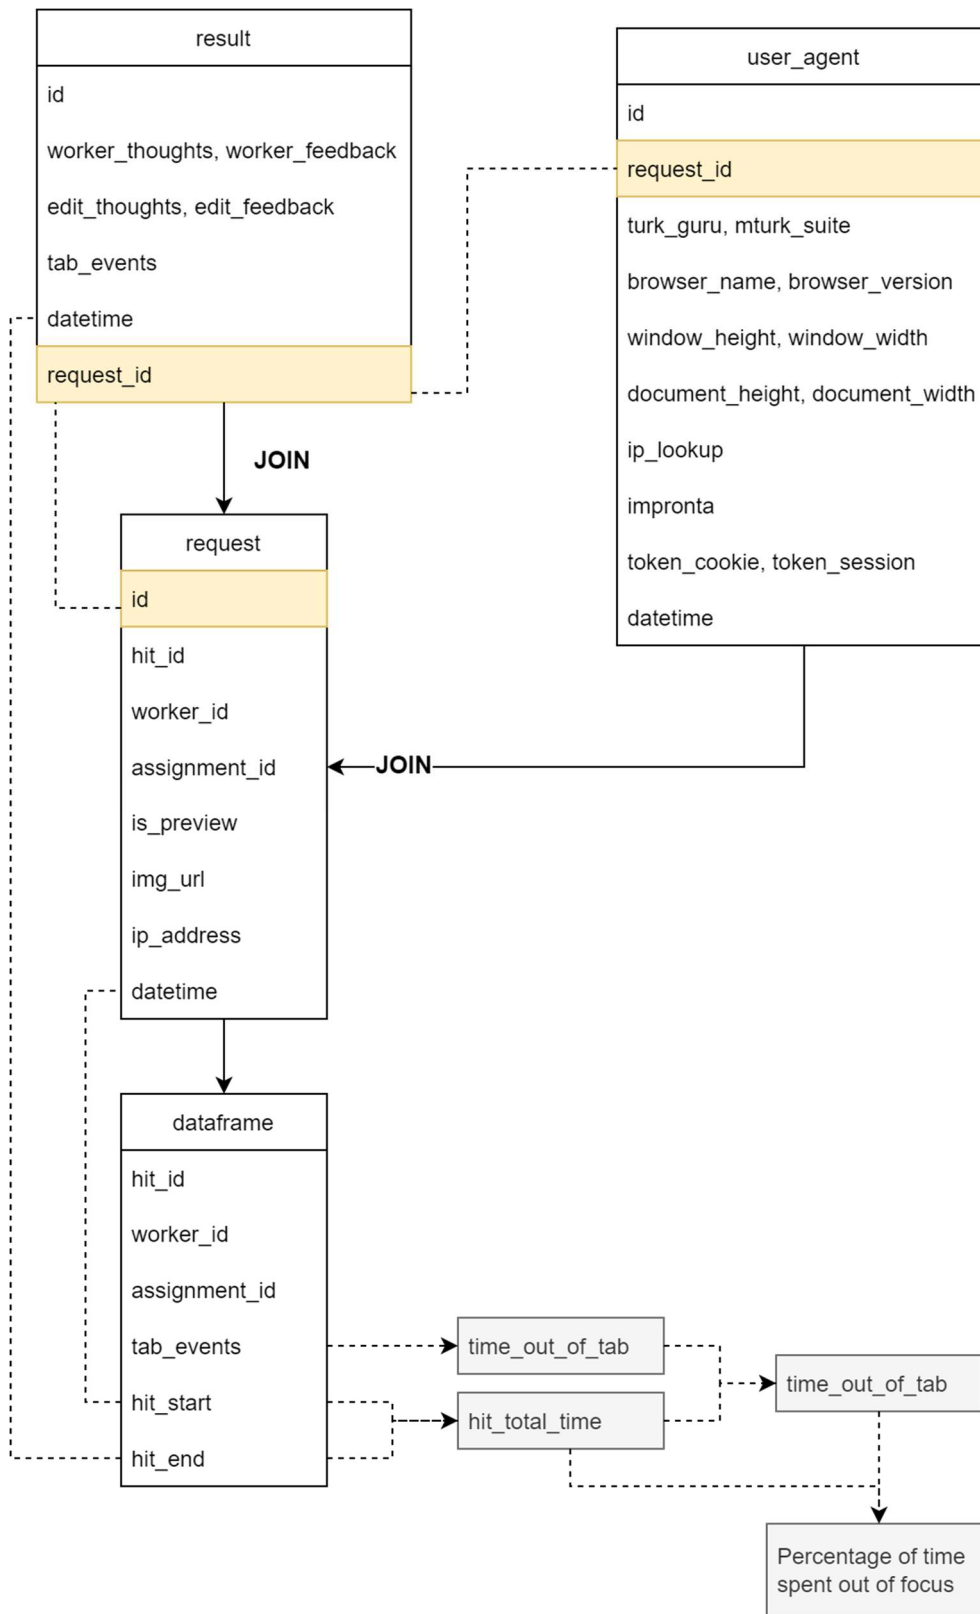 result
id
worker_thoughts, worker_feedback
edit_thoughts, edit_feedback
tab_events
datetime
request_id
user_agent
id
request_id
turk_guru, mturk_suite
browser_name, browser_version
window_height, window_width
document_height, document_width
ip_lookup
impronta
token_cookie, token_session
datetime
JOIN
request
id
hit_id
worker_id
assignment_id
is_preview
img_url
ip_address
datetime
JOIN
dataframe
hit_id
worker_id
assignment_id
tab_events
hit_start
hit_end
time_out_of_tab
hit_total_time
time_out_of_tab
Percentage of time
spent out of focus